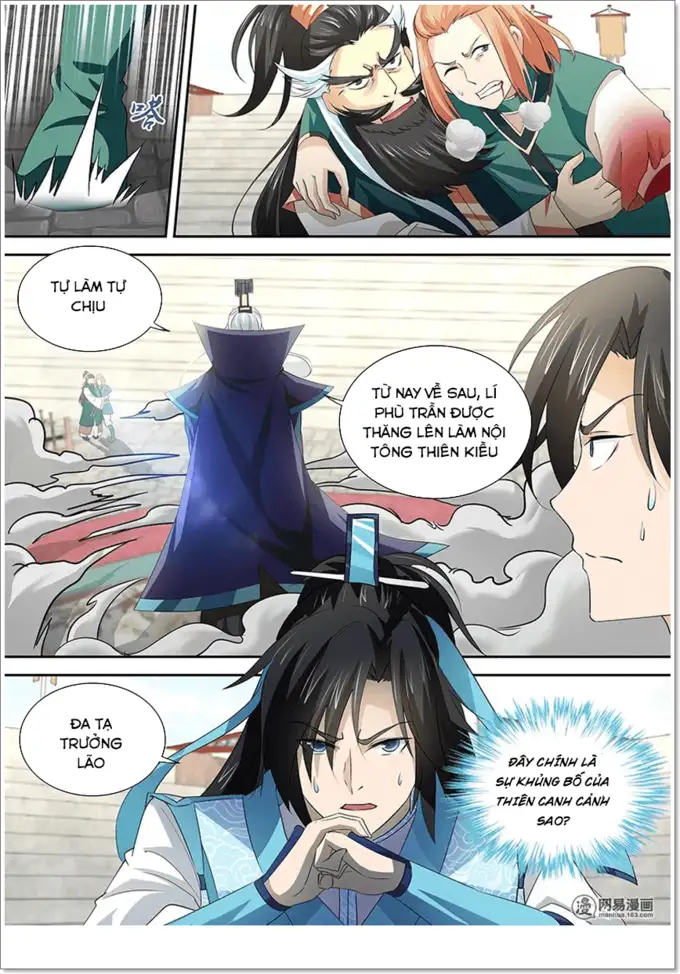 嗒
TỰ LÀM TỰ
CHỊU
TỪ NAY VỀ SAU, LÍ
PHÙ TRẦN ĐƯỢC
THĂNG LÊN LÀM NỘI
TÔNG THIÊN KIỀU
ĐA TẠ
TRƯỞNG
LÃO
ĐÂY CHÍNH LÀ
SỰ KHỦNG BỐ CỦA
THIÊN CANH CẢNH
SAO?
漫 网易漫画
manhua.163.com